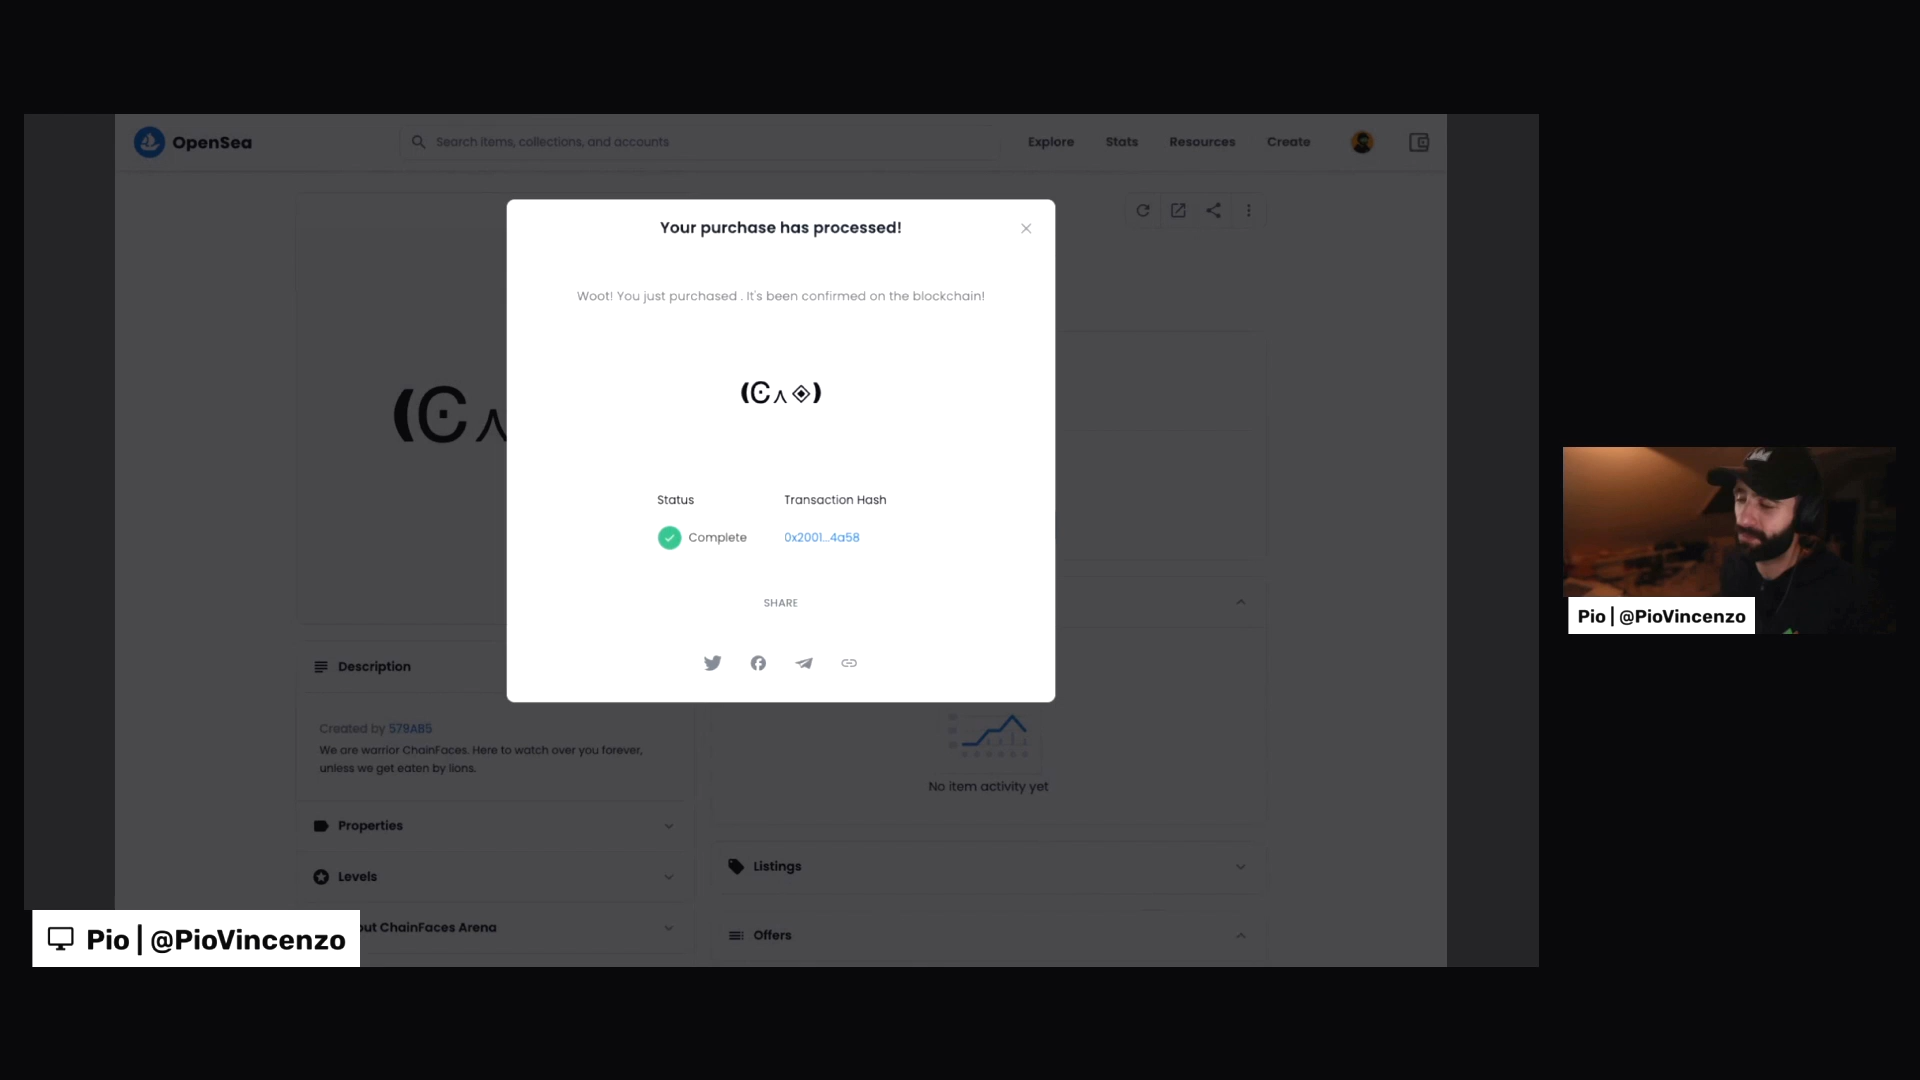 OpenSea
Search items, collections, and accounts
Explore
Stats
Resources
Create
Your purchase has processed!
Woot! You just purchased . It's been confirmed on the blockchain!
Status
Transaction Hash
Complete
0x2001...4a58
SHARE
Description
Created by 579AB5
We are warrior ChainFaces. Here to watch over you forever,
unless we get eaten by lions.
Properties
Levels
out ChainFaces Arena
No item activity yet
Listings
Offers
Pio | @PioVincenzo
Pio | @PioVincenzo